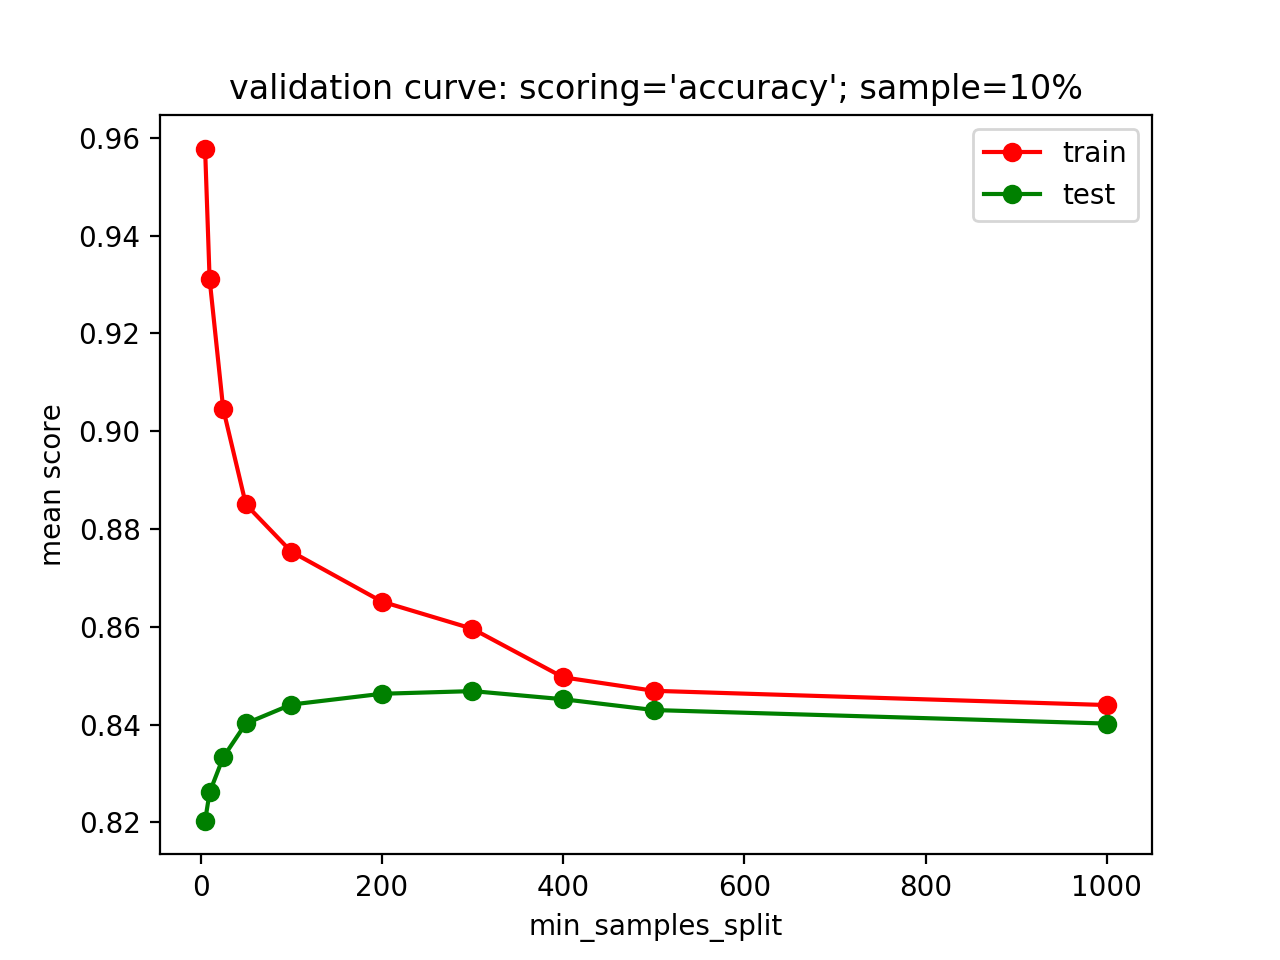 validation curve: scoring='accuracy'; sample=10%
train
test
mean score
0.96
0.94
0.92
0.90
0.88
0.86
0.84
0.82
0 200 400 600 800 1000
min_samples_split